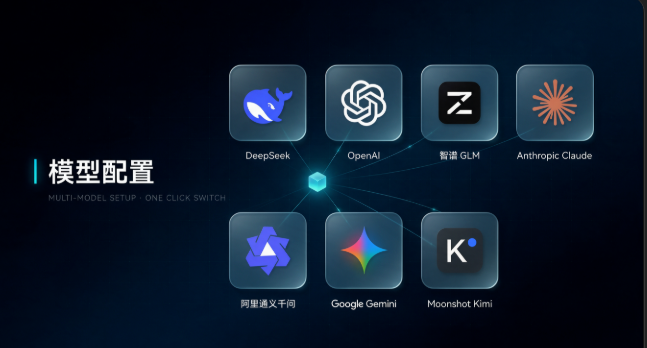 模型配置
MULTI-MODEL SETUP · ONE CLICK SWITCH
DeepSeek
OpenAI
智谱 GLM
Anthropic Claude
阿里通义千问
Google Gemini
Moonshot Kimi